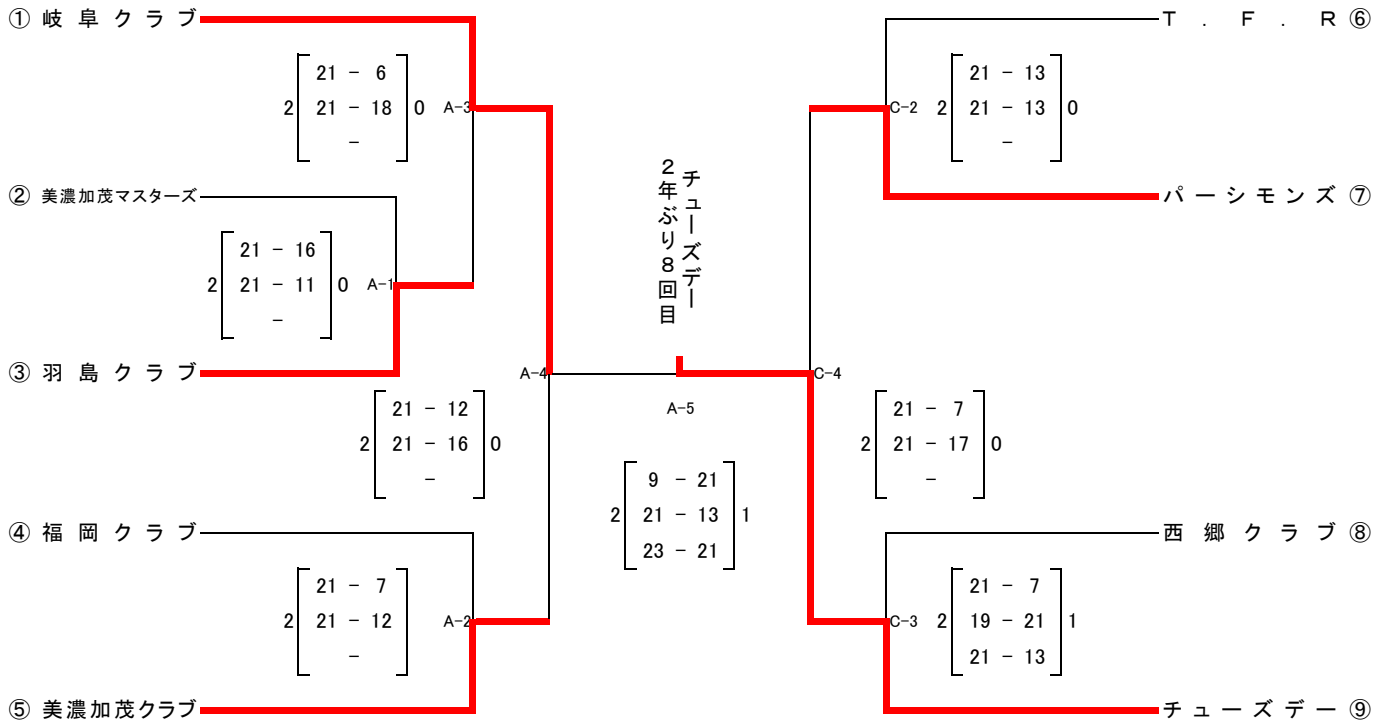 ① 岐阜クラブ
T . F . R ⑥
21 - 6
2 21 - 18 0 A-3
-
21 - 13
C-2 2 21 - 13 0
-
② 美濃加茂マスターズ
パーシモンズ ⑦
21 - 16
2 21 - 11 0 A-1
-
チューズデー
2年ぶり8回目
③ 羽島クラブ
A-4
C-4
A-5
21 - 12
2 21 - 16 0
-
21 - 7
2 21 - 17 0
-
9 - 21
2 21 - 13 1
23 - 21
④ 福岡クラブ
西郷クラブ ⑧
21 - 7
2 21 - 12 A-2
-
21 - 7
C-3 2 19 - 21 1
21 - 13
⑤ 美濃加茂クラブ
チューズデー ⑨